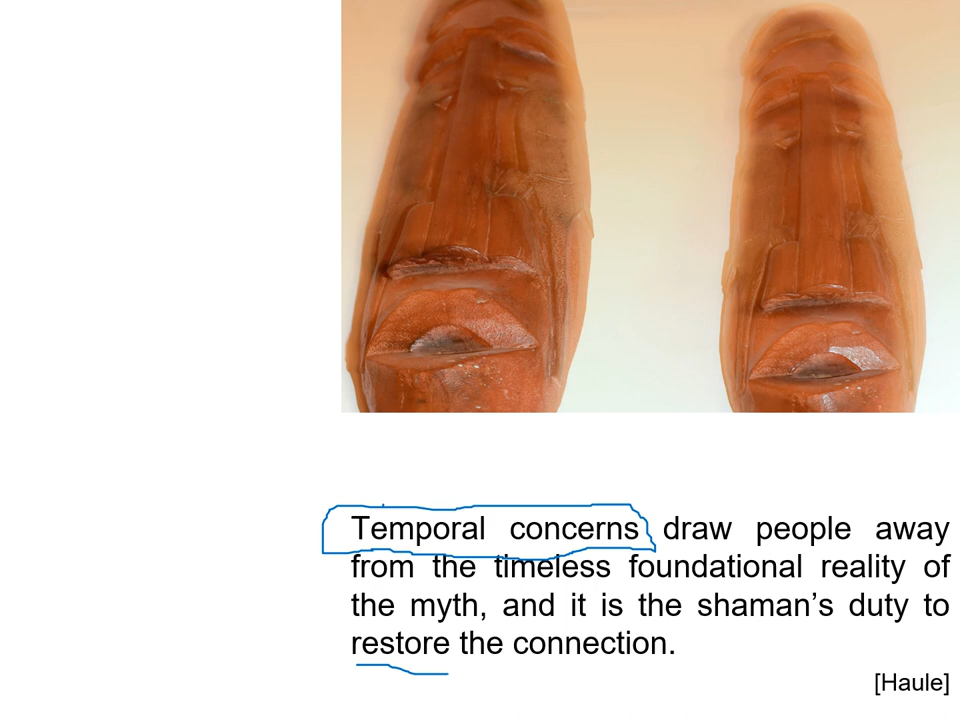 Temporal concerns draw people away
from the timeless foundational reality of
the myth, and it is the shaman’s duty to
restore the connection.
[Haule]